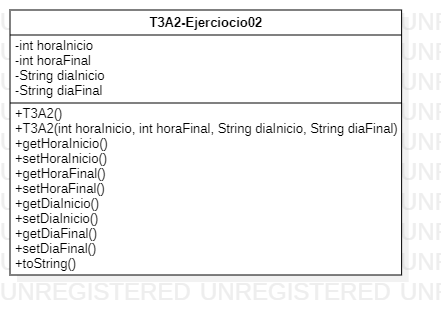 T3A2-Ejerciocio02
-int horaInicio
-int horaFinal
-String diaInicio
-String diaFinal
+T3A2()
+T3A2(int horaInicio, int horaFinal, String diaInicio, String diaFinal)
+getHoraInicio()
+setHoraInicio()
+getHoraFinal()
+setHoraFinal()
+getDiaInicio()
+setDiaInicio()
+getDiaFinal()
+setDiaFinal()
+toString()
UNREGISTERED UNREGISTERED UN